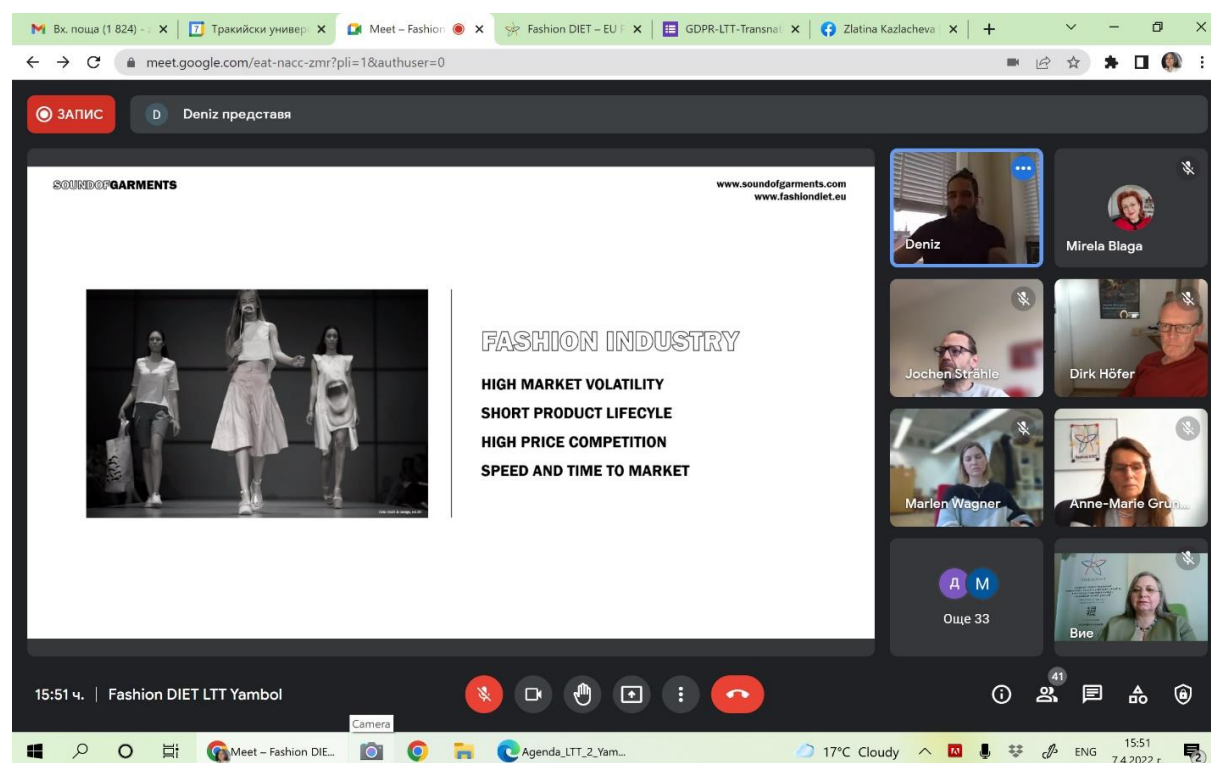 Вх. поща (1 824) -
Тракийски универ
Meet – Fashion
Fashion DIET – EU
GDPR-LTT-Transnat
Zlatina Kazlacheva
meet.google.com/eat-nacc-zmr?pli=1&authuser=0
ЗАПИС
D
Deniz представя
SOUNDOFGARMENTS
www.soundofgarments.com
www.fashiondiet.eu
FASHION INDUSTRY
HIGH MARKET VOLATILITY
SHORT PRODUCT LIFECYLE
HIGH PRICE COMPETITION
SPEED AND TIME TO MARKET
Deniz
Mirela Blaga
Jochen Strähle
Dirk Höfer
Marlen Wagner
Anne-Marie Grun...
Д М
Още 33
Вие
15:51 ч. | Fashion DIET LTT Yambol
41
Camera
Meet – Fashion DIE...
Agenda_LTT_2_Yam...
17°C Cloudy
ENG
15:51
7.4.2022 г.
2